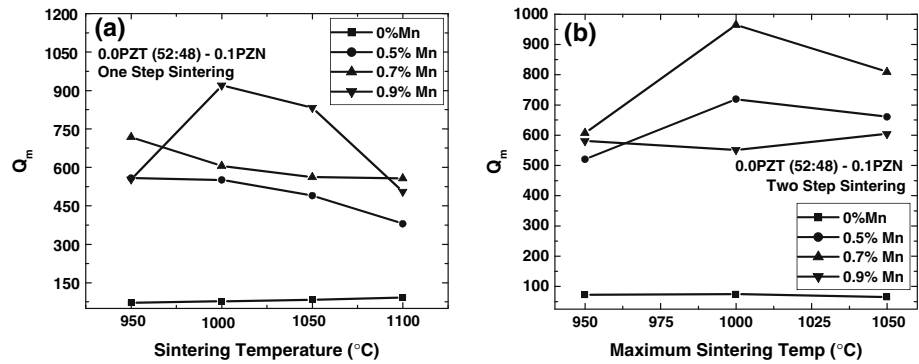 (a)
0.0PZT (52:48) - 0.1PZN
One Step Sintering
0%Mn
0.5% Mn
0.7% Mn
0.9% Mn
1200
1050
900
750
600
450
300
150
Qm
950
1000
1050
1100
Sintering Temperature (°C)
(b)
0%Mn
0.5% Mn
0.7% Mn
0.9% Mn
0.0PZT (52:48) - 0.1PZN
Two Step Sintering
1000
900
800
700
600
500
400
300
200
100
Qm
950
975
1000
1025
1050
Maximum Sintering Temp (°C)